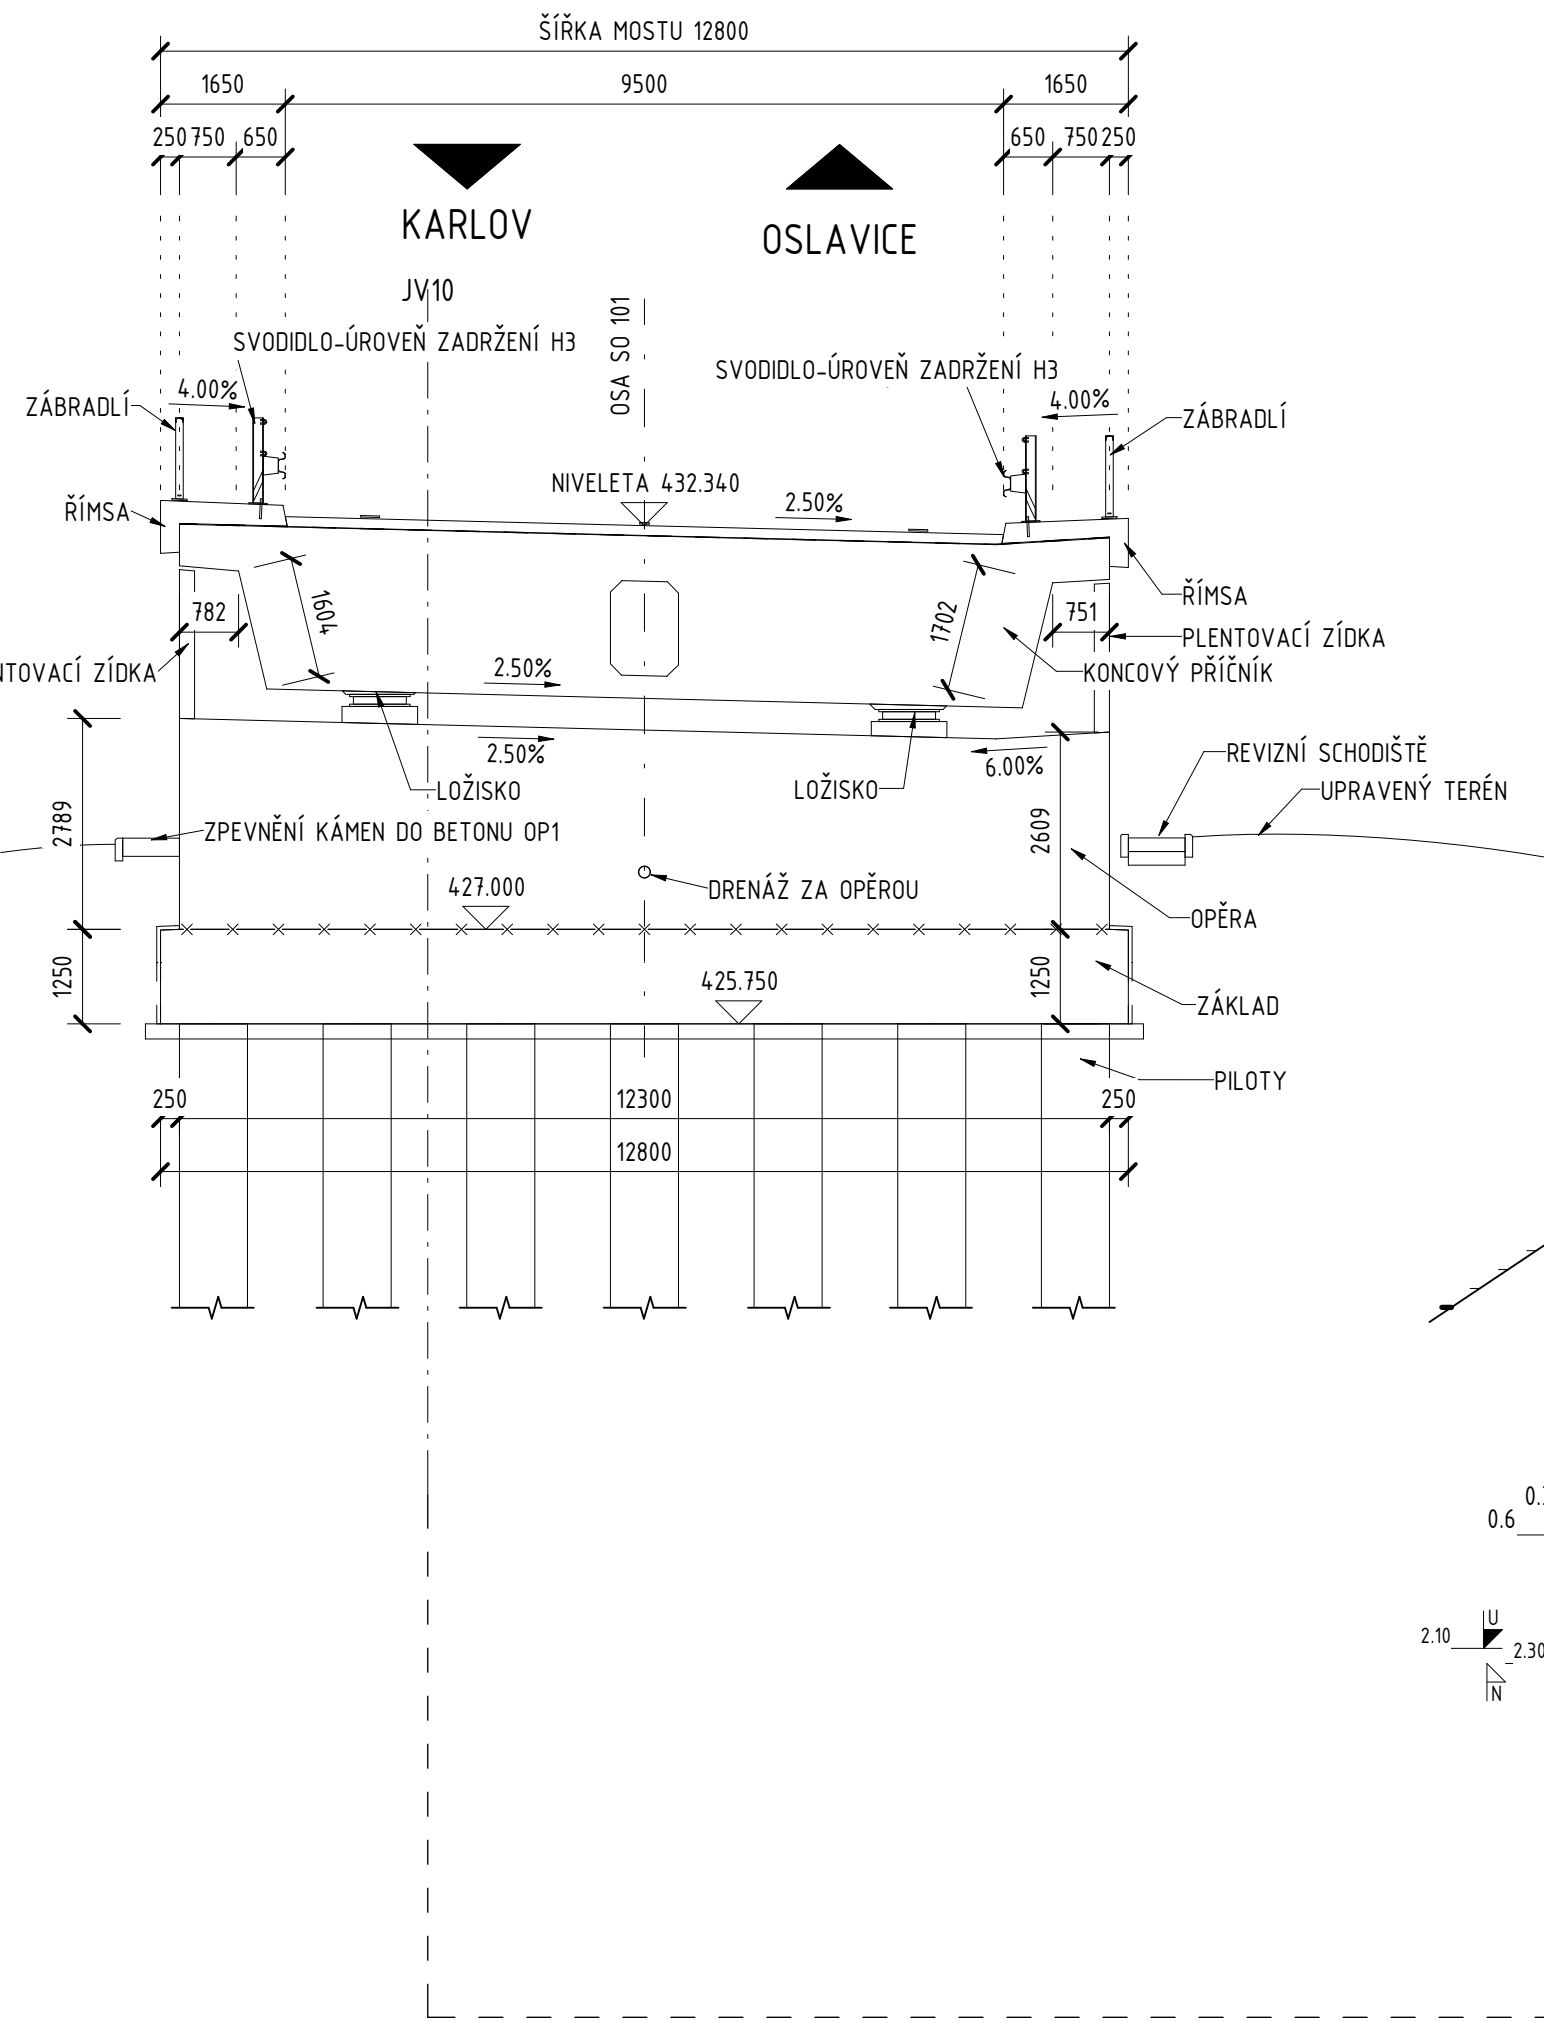 ŠÍŘKA MOSTU 12800
1650 9500 1650
250 750 650 650 750 250
KARLOV
OSLAVICE
JV10
OSA SO 101
SVODIDLO-ÚROVEŇ ZADRŽENÍ H3
SVODIDLO-ÚROVEŇ ZADRŽENÍ H3
4.00%
4.00%
ZÁBRADLÍ
ZÁBRADLÍ
NIVELETA 432.340
2.50%
ŘÍMSA
ŘÍMSA
1604
1702
782
751
PLENTOVACÍ ZÍDKA
NTOVACÍ ZÍDKA
KONCOVÝ PŘÍČNÍK
2.50%
2.50%
6.00%
REVIZNÍ SCHODIŠTĚ
LOŽISKO
LOŽISKO
UPRAVENÝ TERÉN
2789
2609
ZPEVNĚNÍ KÁMEN DO BETONU OP1
427.000
DRENÁŽ ZA OPĚROU
OPĚRA
1250
1250
425.750
ZÁKLAD
PILOTY
250 12300 250
12800
0.6
U
2.10
2.30
N